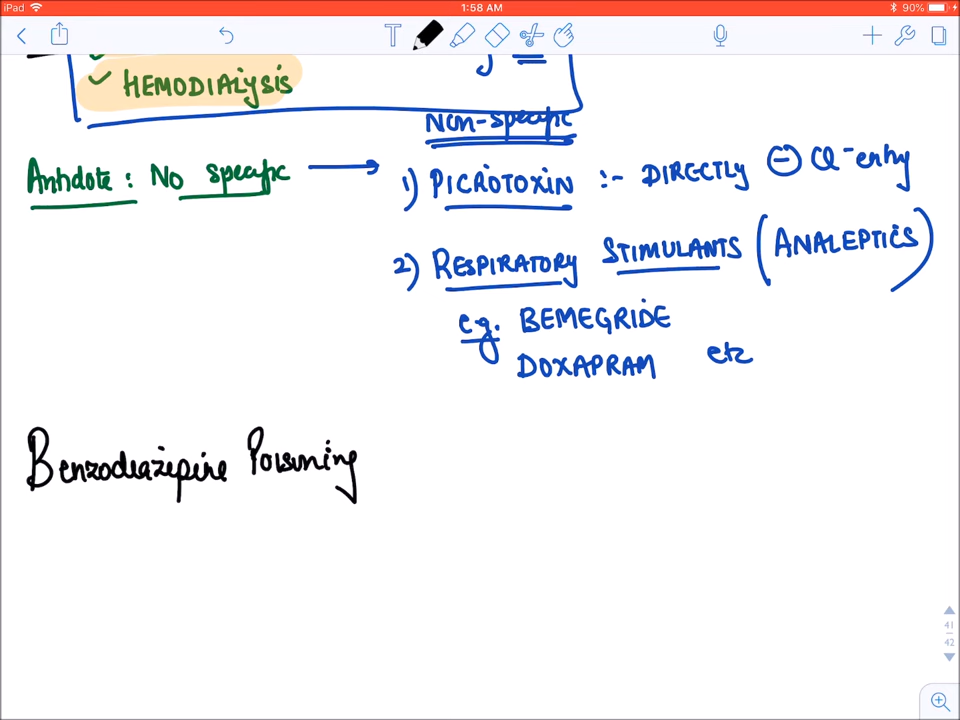 iPad
1:58 AM
90%
T
✓ HEMODIALYSIS
Non-specific
Antidote : No specific →
1) PICROTOXIN :- DIRECTLY ⊖ Cl⁻ entry
2) RESPIRATORY STIMULANTS (ANALEPTICS)
e.g. BEMEGRIDE
DOXAPRAM etc
Benzodiazepine Poisoning
41
42